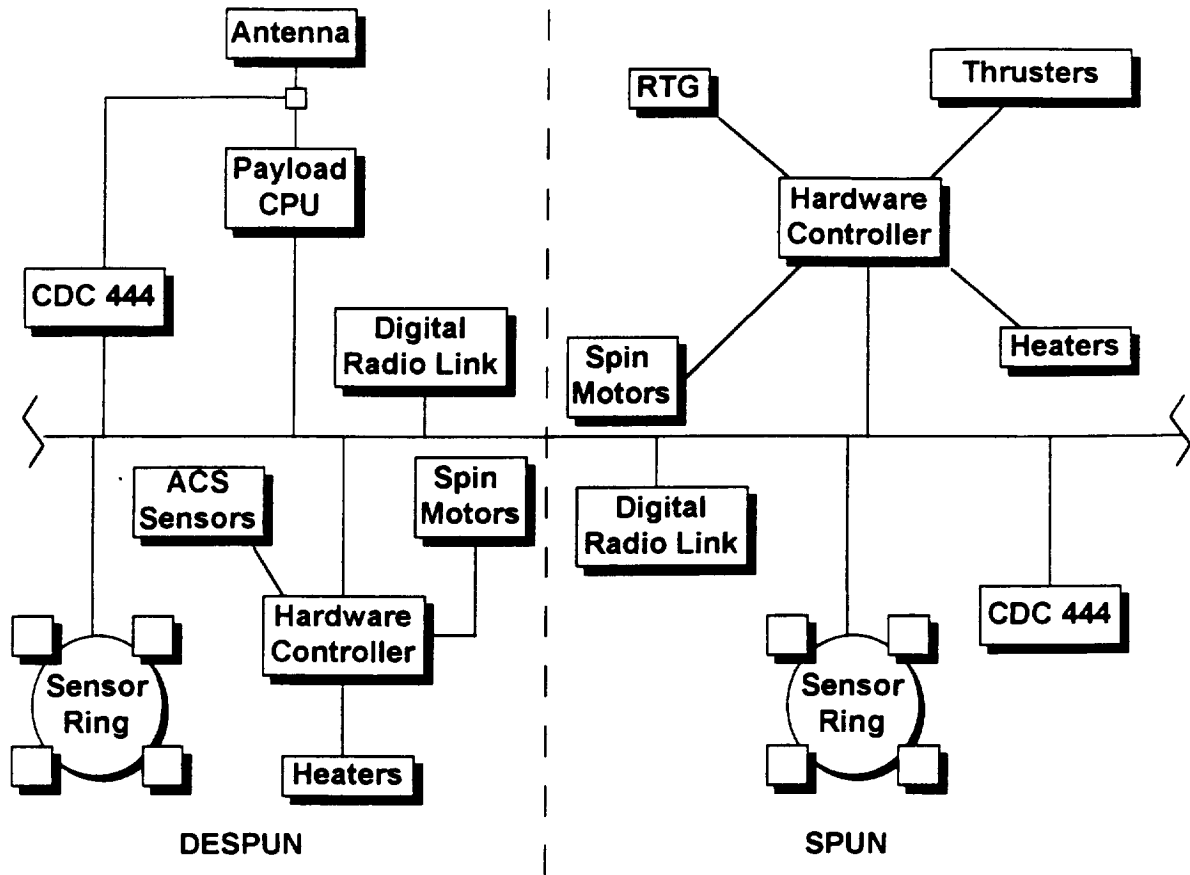 Antenna
Payload
CPU
CDC 444
Digital
Radio Link
ACS
Sensors
Spin
Motors
Hardware
Controller
Sensor
Ring
Heaters
DESPUN
RTG
Thrusters
Hardware
Controller
Spin
Motors
Heaters
Digital
Radio Link
CDC 444
Sensor
Ring
SPUN